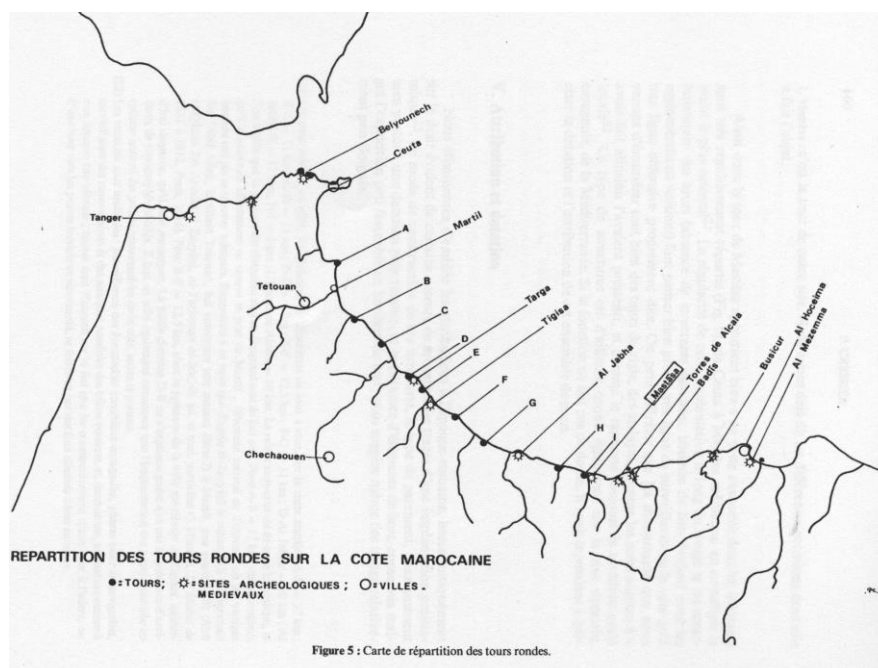 Belyounech
Ceuta
Tanger
A
Martil
Tetouan
B
Targa
C
Tigisa
D
E
Al Jabha
Mastasa
Torres de Alcala
Badis
Busicur
Al Hoceima
Al Mezemma
F
G
H
I
Chechaouen
REPARTITION DES TOURS RONDES SUR LA COTE MAROCAINE
●=TOURS; ☼=SITES ARCHEOLOGIQUES; ○=VILLES.
MEDIEVAUX
Figure 5 : Carte de répartition des tours rondes.